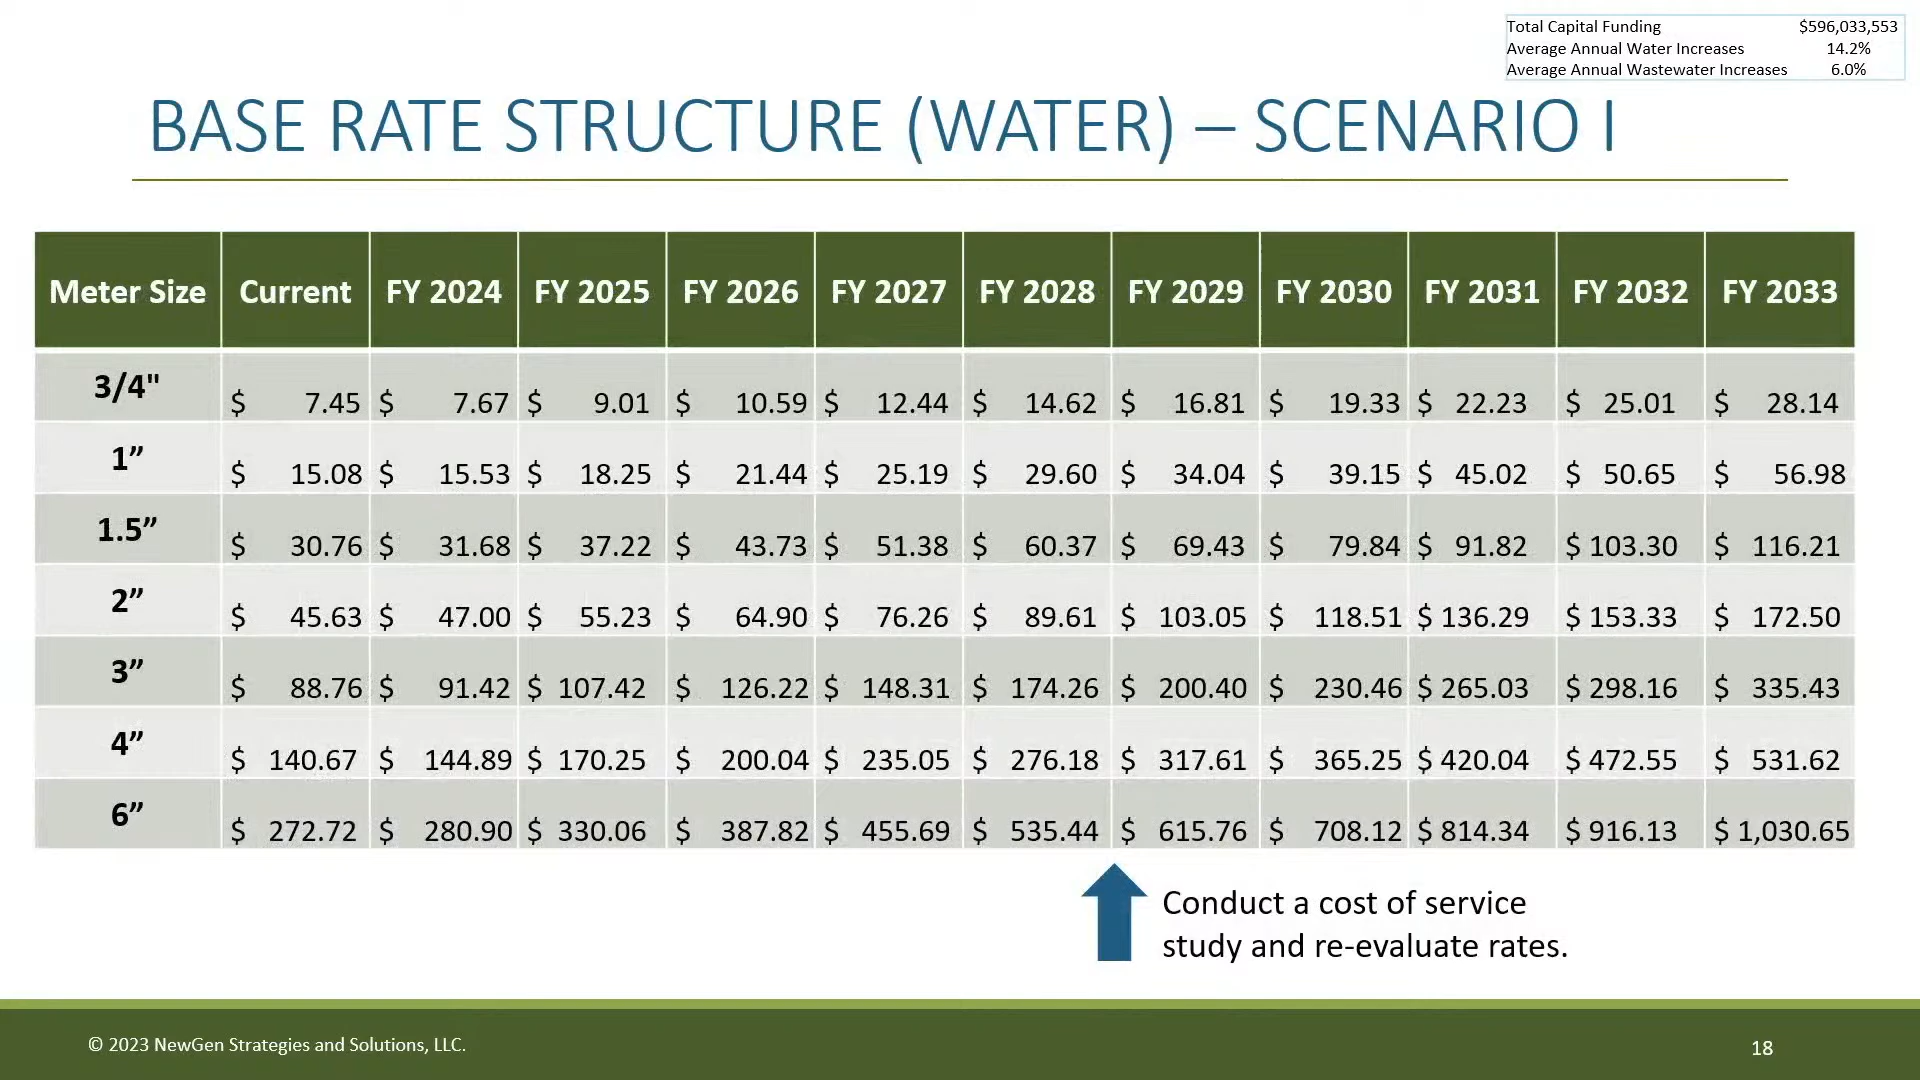 Total Capital Funding $596,033,553
Average Annual Water Increases 14.2%
Average Annual Wastewater Increases 6.0%
BASE RATE STRUCTURE (WATER) – SCENARIO I
Meter Size Current FY 2024 FY 2025 FY 2026 FY 2027 FY 2028 FY 2029 FY 2030 FY 2031 FY 2032 FY 2033
3/4" $ 7.45 $ 7.67 $ 9.01 $ 10.59 $ 12.44 $ 14.62 $ 16.81 $ 19.33 $ 22.23 $ 25.01 $ 28.14
1” $ 15.08 $ 15.53 $ 18.25 $ 21.44 $ 25.19 $ 29.60 $ 34.04 $ 39.15 $ 45.02 $ 50.65 $ 56.98
1.5” $ 30.76 $ 31.68 $ 37.22 $ 43.73 $ 51.38 $ 60.37 $ 69.43 $ 79.84 $ 91.82 $ 103.30 $ 116.21
2” $ 45.63 $ 47.00 $ 55.23 $ 64.90 $ 76.26 $ 89.61 $ 103.05 $ 118.51 $ 136.29 $ 153.33 $ 172.50
3” $ 88.76 $ 91.42 $ 107.42 $ 126.22 $ 148.31 $ 174.26 $ 200.40 $ 230.46 $ 265.03 $ 298.16 $ 335.43
4” $ 140.67 $ 144.89 $ 170.25 $ 200.04 $ 235.05 $ 276.18 $ 317.61 $ 365.25 $ 420.04 $ 472.55 $ 531.62
6” $ 272.72 $ 280.90 $ 330.06 $ 387.82 $ 455.69 $ 535.44 $ 615.76 $ 708.12 $ 814.34 $ 916.13 $ 1,030.65
Conduct a cost of service
study and re-evaluate rates.
© 2023 NewGen Strategies and Solutions, LLC.
18